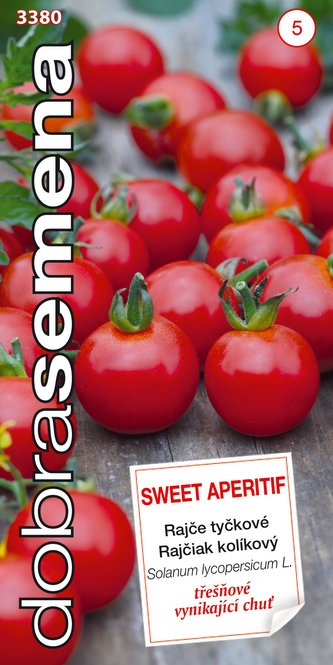 3380
5
dobrasemena
SWEET APERITIF
Rajče tyčkové
Rajčiak kolíkový
Solanum lycopersicum L.
třešňové
vynikající chuť